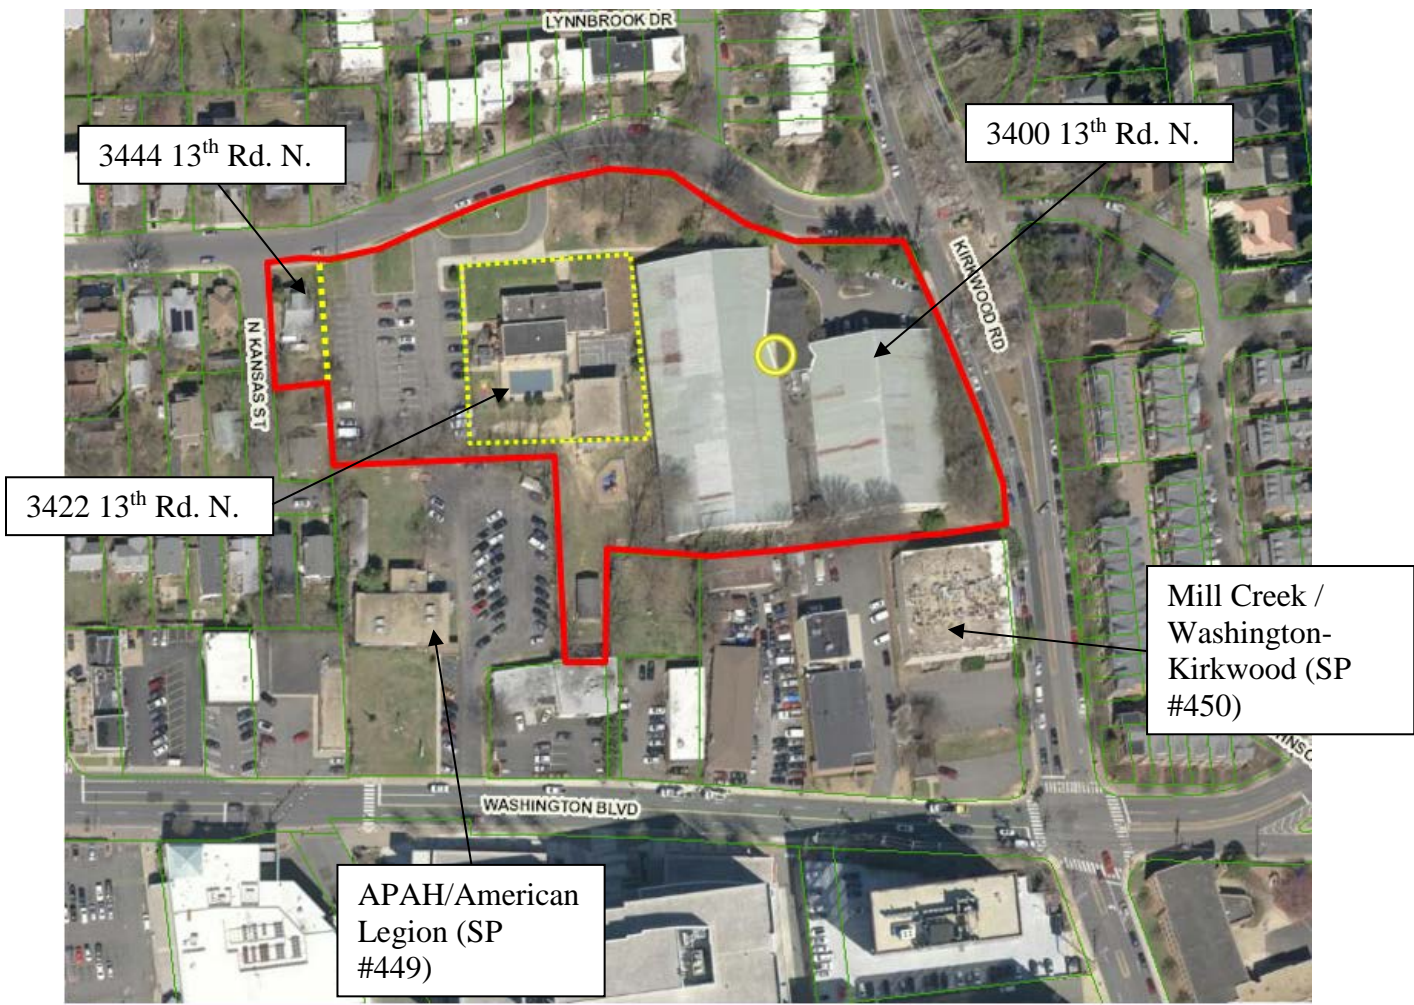 LYNNBROOK DR
3444 13th Rd. N.
3400 13th Rd. N.
KIRKWOOD RD
N KANSAS ST
3422 13th Rd. N.
Mill Creek /
Washington-
Kirkwood (SP
#450)
WASHINGTON BLVD
APAH/American
Legion (SP
#449)